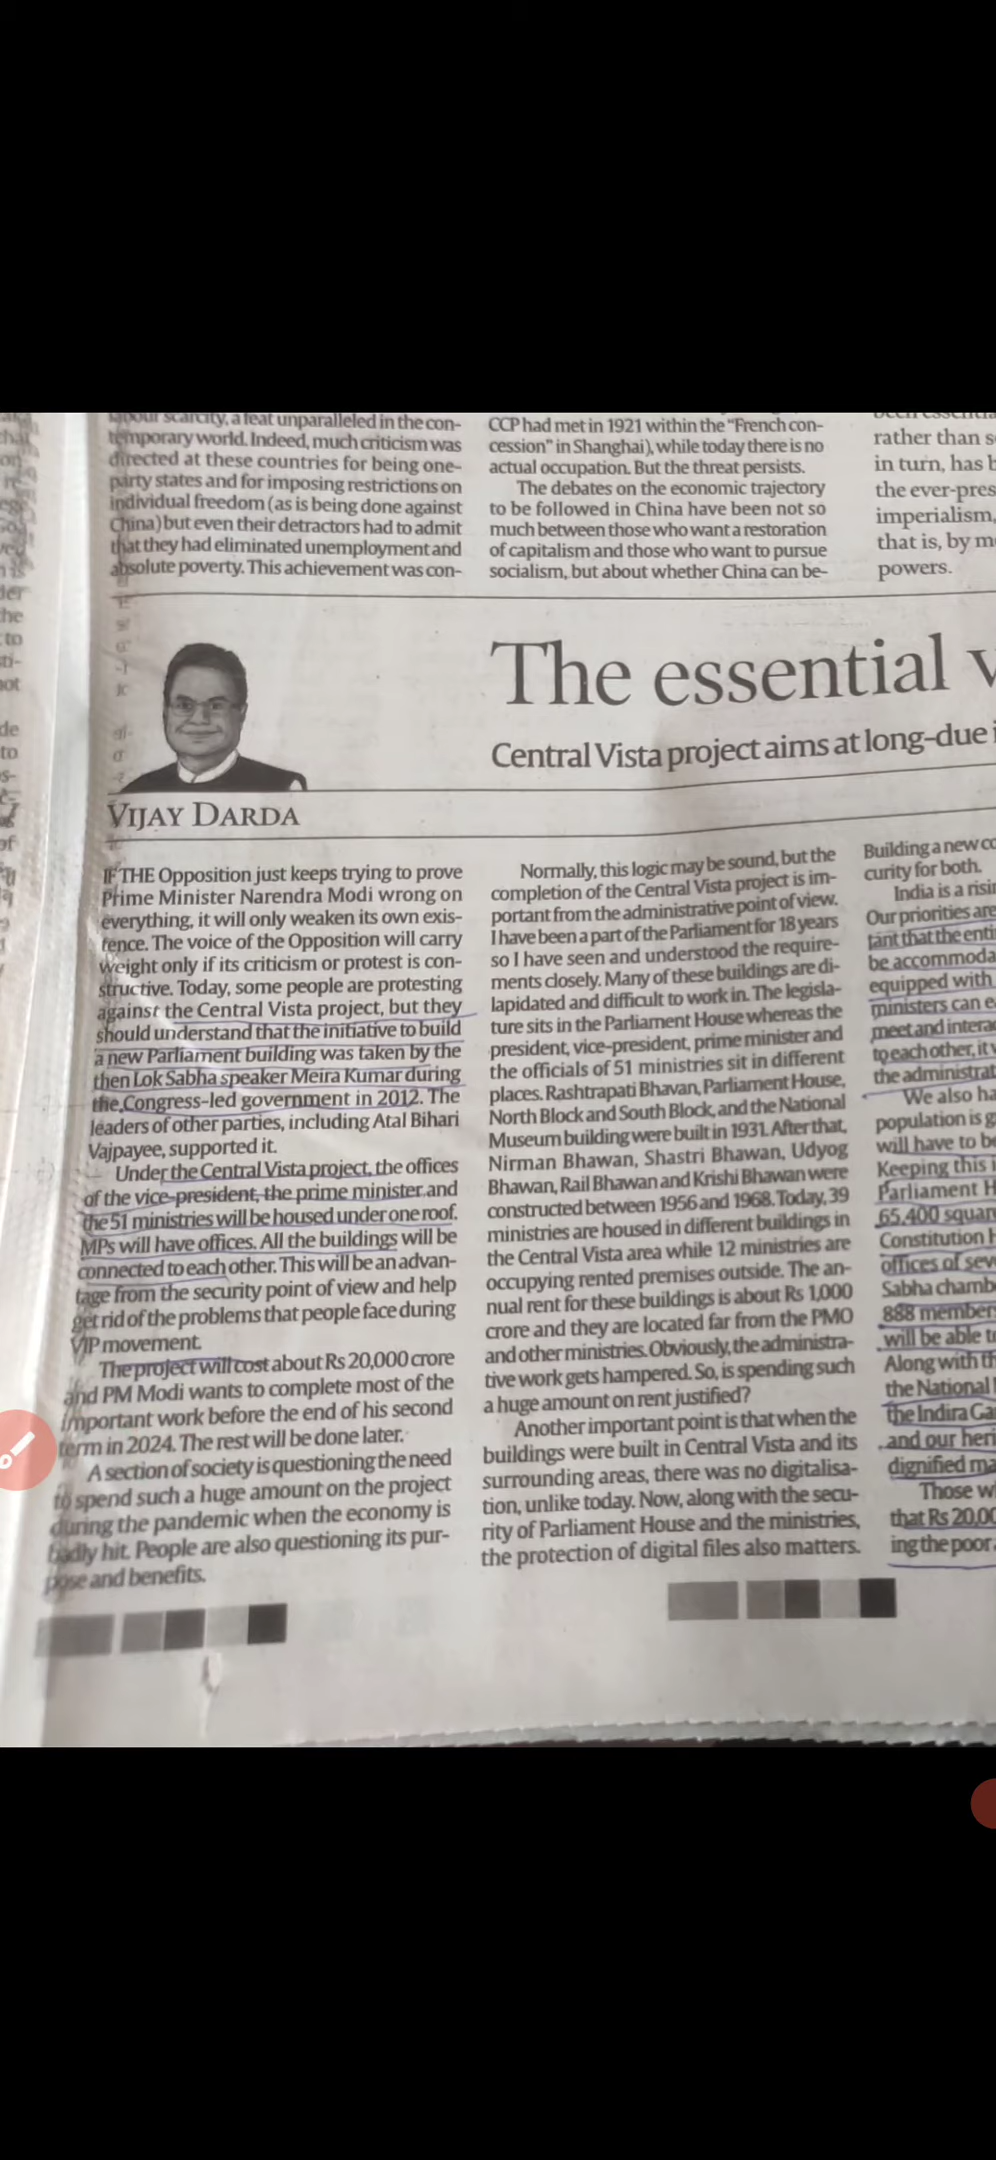 labour scarcity, a feat unparalleled in the con-
temporary world. Indeed, much criticism was
directed at these countries for being one-
party states and for imposing restrictions on
individual freedom (as is being done against
China) but even their detractors had to admit
that they had eliminated unemployment and
absolute poverty. This achievement was con-
CCP had met in 1921 within the "French con-
cession" in Shanghai), while today there is no
actual occupation. But the threat persists.
The debates on the economic trajectory
to be followed in China have been not so
much between those who want a restoration
of capitalism and those who want to pursue
socialism, but about whether China can be-
rather than s
in turn, has b
the ever-pres
imperialism,
that is, by m
powers.
The essential v
Central Vista project aims at long-due i
VIJAY DARDA
IF THE Opposition just keeps trying to prove
Prime Minister Narendra Modi wrong on
everything, it will only weaken its own exis-
tence. The voice of the Opposition will carry
weight only if its criticism or protest is con-
structive. Today, some people are protesting
against the Central Vista project, but they
should understand that the initiative to build
a new Parliament building was taken by the
then Lok Sabha speaker Meira Kumar during
the Congress-led government in 2012. The
leaders of other parties, including Atal Bihari
Vajpayee, supported it.
Under the Central Vista project, the offices
of the vice-president, the prime minister and
the 51 ministries will be housed under one roof.
MPs will have offices. All the buildings will be
connected to each other. This will be an advan-
tage from the security point of view and help
get rid of the problems that people face during
VIP movement.
The project will cost about Rs 20,000 crore
and PM Modi wants to complete most of the
important work before the end of his second
term in 2024. The rest will be done later.
A section of society is questioning the need
to spend such a huge amount on the project
during the pandemic when the economy is
badly hit. People are also questioning its pur-
pose and benefits.
Normally, this logic may be sound, but the
completion of the Central Vista project is im-
portant from the administrative point of view.
I have been a part of the Parliament for 18 years
so I have seen and understood the require-
ments closely. Many of these buildings are di-
lapidated and difficult to work in. The legisla-
ture sits in the Parliament House whereas the
president, vice-president, prime minister and
the officials of 51 ministries sit in different
places. Rashtrapati Bhavan, Parliament House,
North Block and South Block, and the National
Museum building were built in 1931. After that,
Nirman Bhawan, Shastri Bhawan, Udyog
Bhawan, Rail Bhawan and Krishi Bhawan were
constructed between 1956 and 1968. Today, 39
ministries are housed in different buildings in
the Central Vista area while 12 ministries are
occupying rented premises outside. The an-
nual rent for these buildings is about Rs 1,000
crore and they are located far from the PMO
and other ministries. Obviously, the administra-
tive work gets hampered. So, is spending such
a huge amount on rent justified?
Another important point is that when the
buildings were built in Central Vista and its
surrounding areas, there was no digitalisa-
tion, unlike today. Now, along with the secu-
rity of Parliament House and the ministries,
the protection of digital files also matters.
Building a new co
curity for both.
India is a risin
Our priorities are
tant that the enti
be accommoda
equipped with
ministers can e
meet and interac
to each other, it w
the administrat
We also ha
population is g
will have to be
Keeping this i
Parliament H
65,400 squar
Constitution H
offices of seve
Sabha chamb
888 members
will be able to
Along with th
the National
the Indira Ga
and our heri
dignified ma
Those w
that Rs 20,00
ing the poor